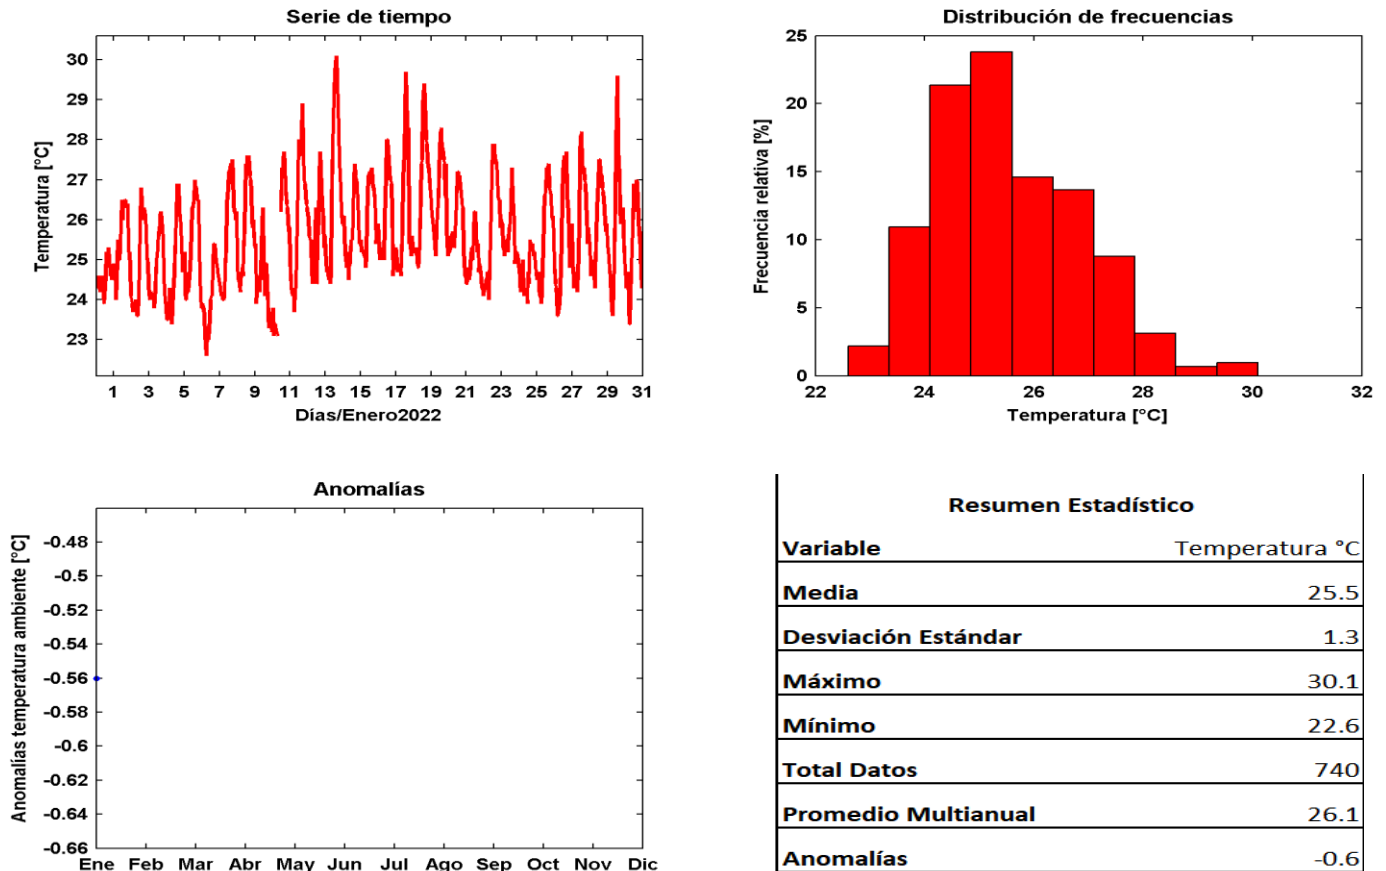 Serie de tiempo
30
29
28
27
26
25
24
23
Temperatura [°C]
1 3 5 7 9 11 13 15 17 19 21 23 25 27 29 31
Días/Enero2022
Distribución de frecuencias
25
20
15
10
5
0
Frecuencia relativa [%]
22 24 26 28 30 32
Temperatura [°C]
Anomalías
-0.48
-0.5
-0.52
-0.54
-0.56
-0.58
-0.6
-0.62
-0.64
-0.66
Anomalías temperatura ambiente [°C]
Ene Feb Mar Abr May Jun Jul Ago Sep Oct Nov Dic
Resumen Estadístico
Variable Temperatura °C
Media 25.5
Desviación Estándar 1.3
Máximo 30.1
Mínimo 22.6
Total Datos 740
Promedio Multianual 26.1
Anomalías -0.6